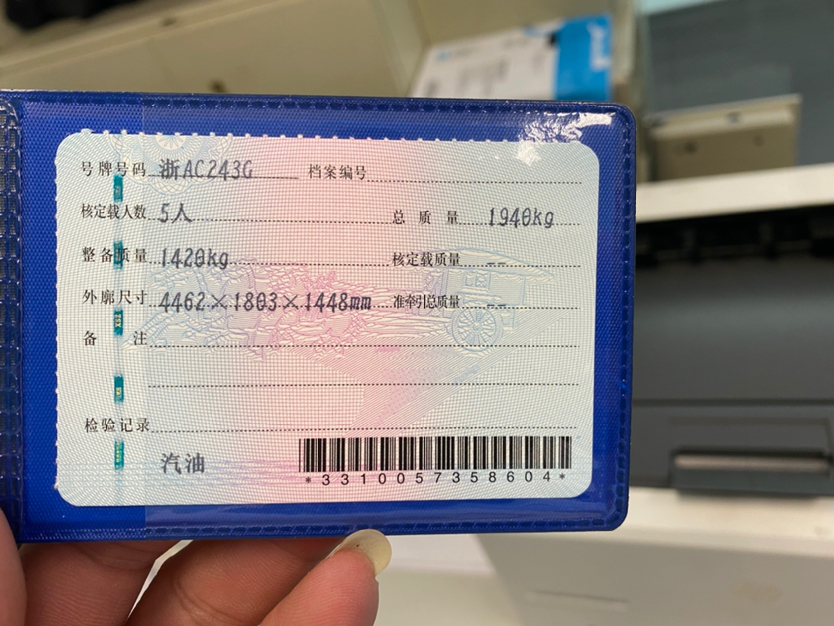 号牌号码 浙AC243G 档案编号
核定载人数 5人 总质量 1940kg
整备质量 1420kg 核定载质量 --
外廓尺寸 4462×1803×1448mm 准牵引总质量 --
备注
检验记录
汽油
*3310057358604*